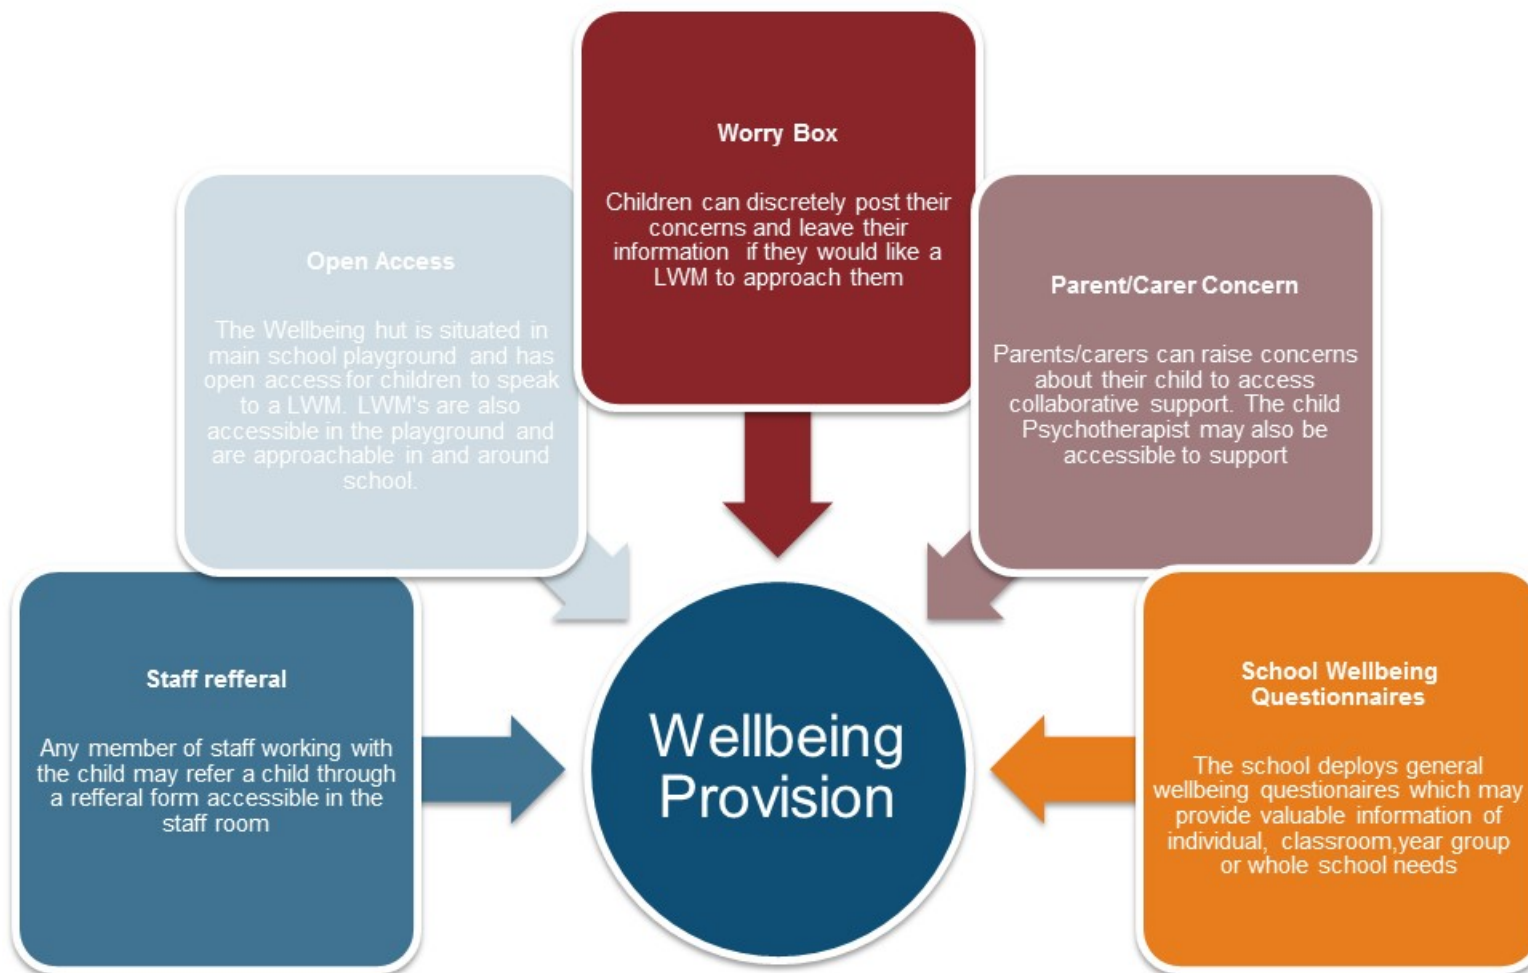 Worry Box
Children can discretely post their
concerns and leave their
information if they would like a
LWM to approach them
Open Access
The Wellbeing hut is situated in
main school playground and has
open access for children to speak
to a LWM. LWM's are also
accessible in the playground and
are approachable in and around
school.
Parent/Carer Concern
Parents/carers can raise concerns
about their child to access
collaborative support. The child
Psychotherapist may also be
accessible to support
Staff refferal
Any member of staff working with
the child may refer a child through
a refferal form accessible in the
staff room
Wellbeing
Provision
School Wellbeing
Questionnaires
The school deploys general
wellbeing questionaires which may
provide valuable information of
individual, classroom,year group
or whole school needs